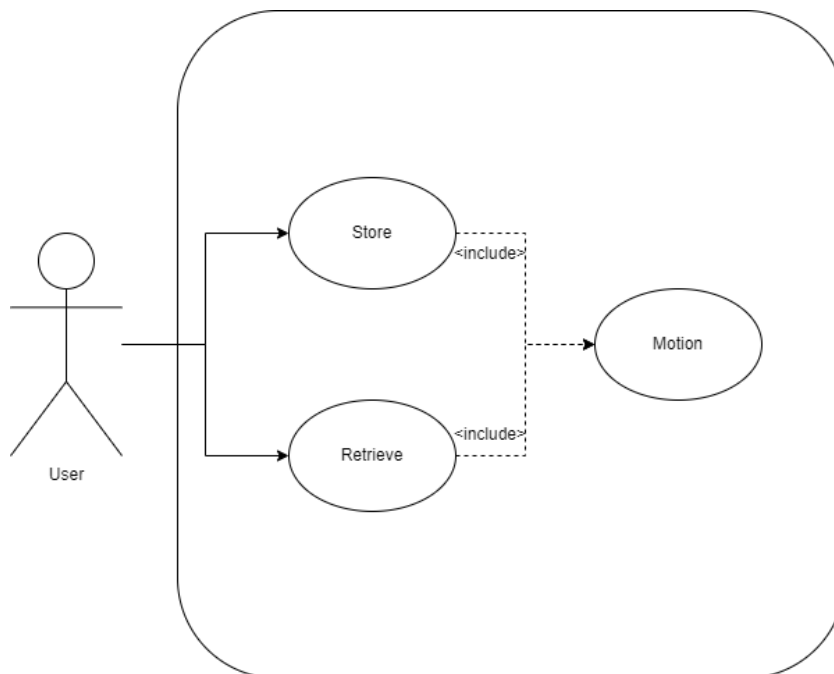 Store
<include>
Motion
<include>
Retrieve
User